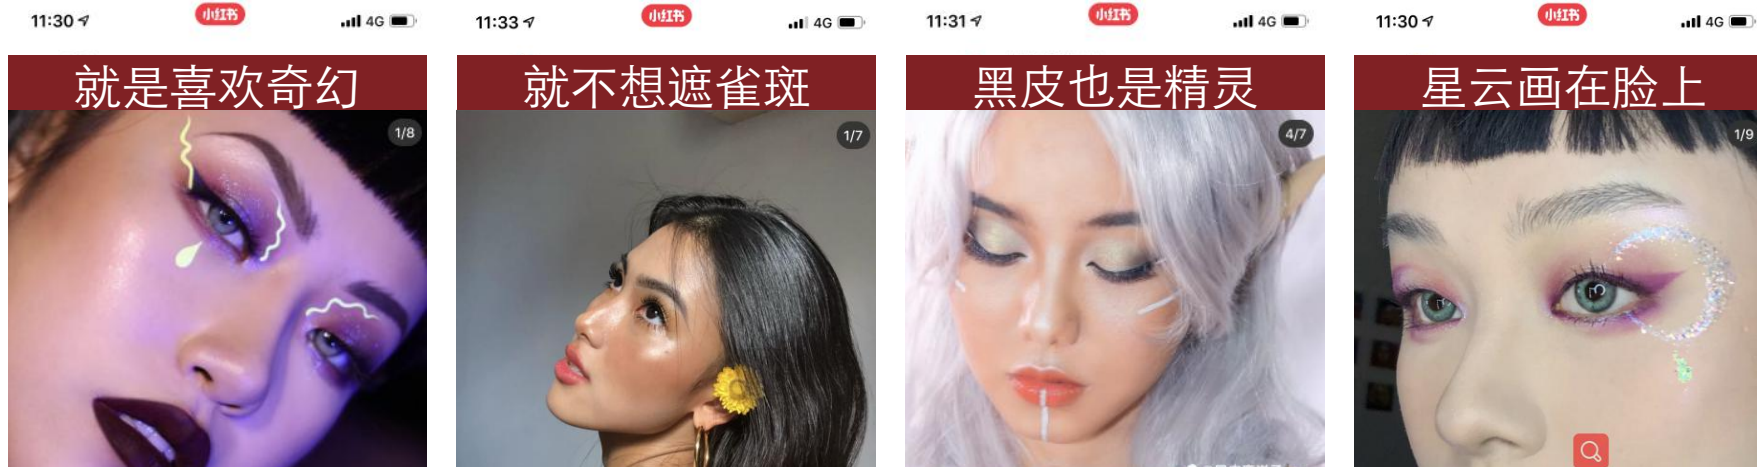 11:30
小红书
4G
就是喜欢奇幻
1/8
11:33
小红书
4G
就不想遮雀斑
1/7
11:31
小红书
4G
黑皮也是精灵
4/7
11:30
小红书
4G
星云画在脸上
1/9